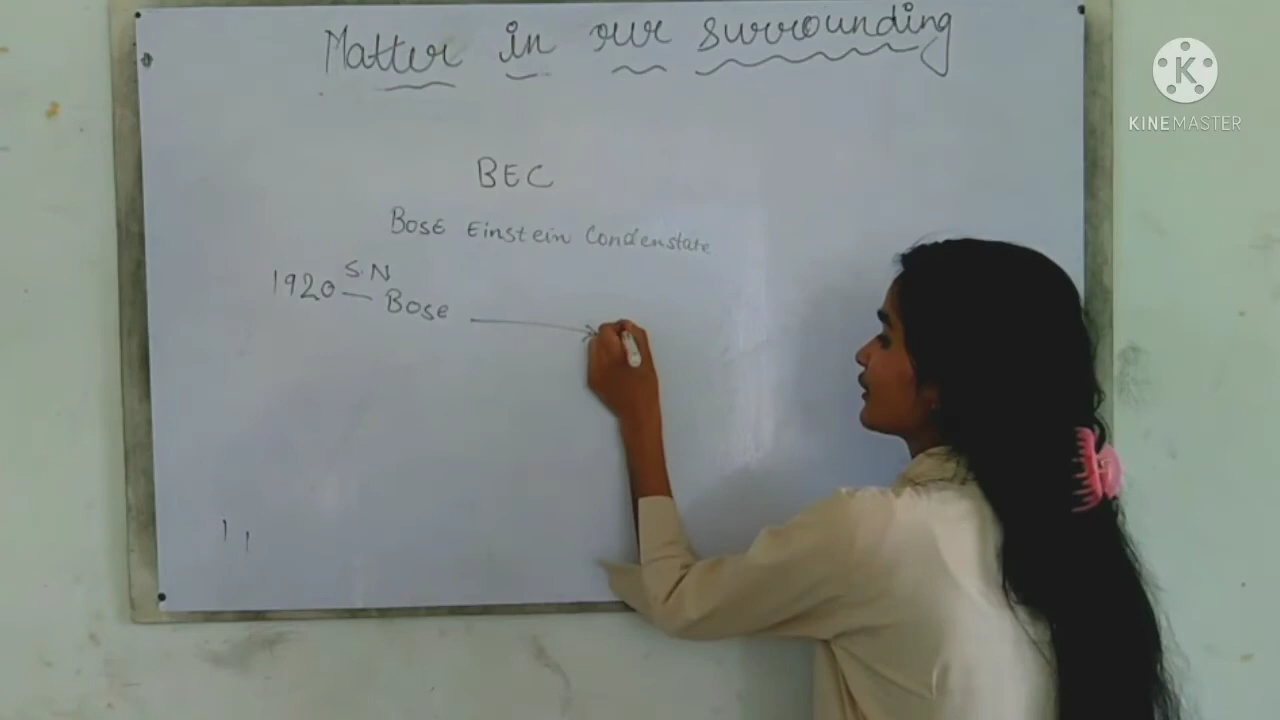 Matter in our surrounding
BEC
BOSE Einstein Condenstate
1920 — S.N Bose
KINEMASTER